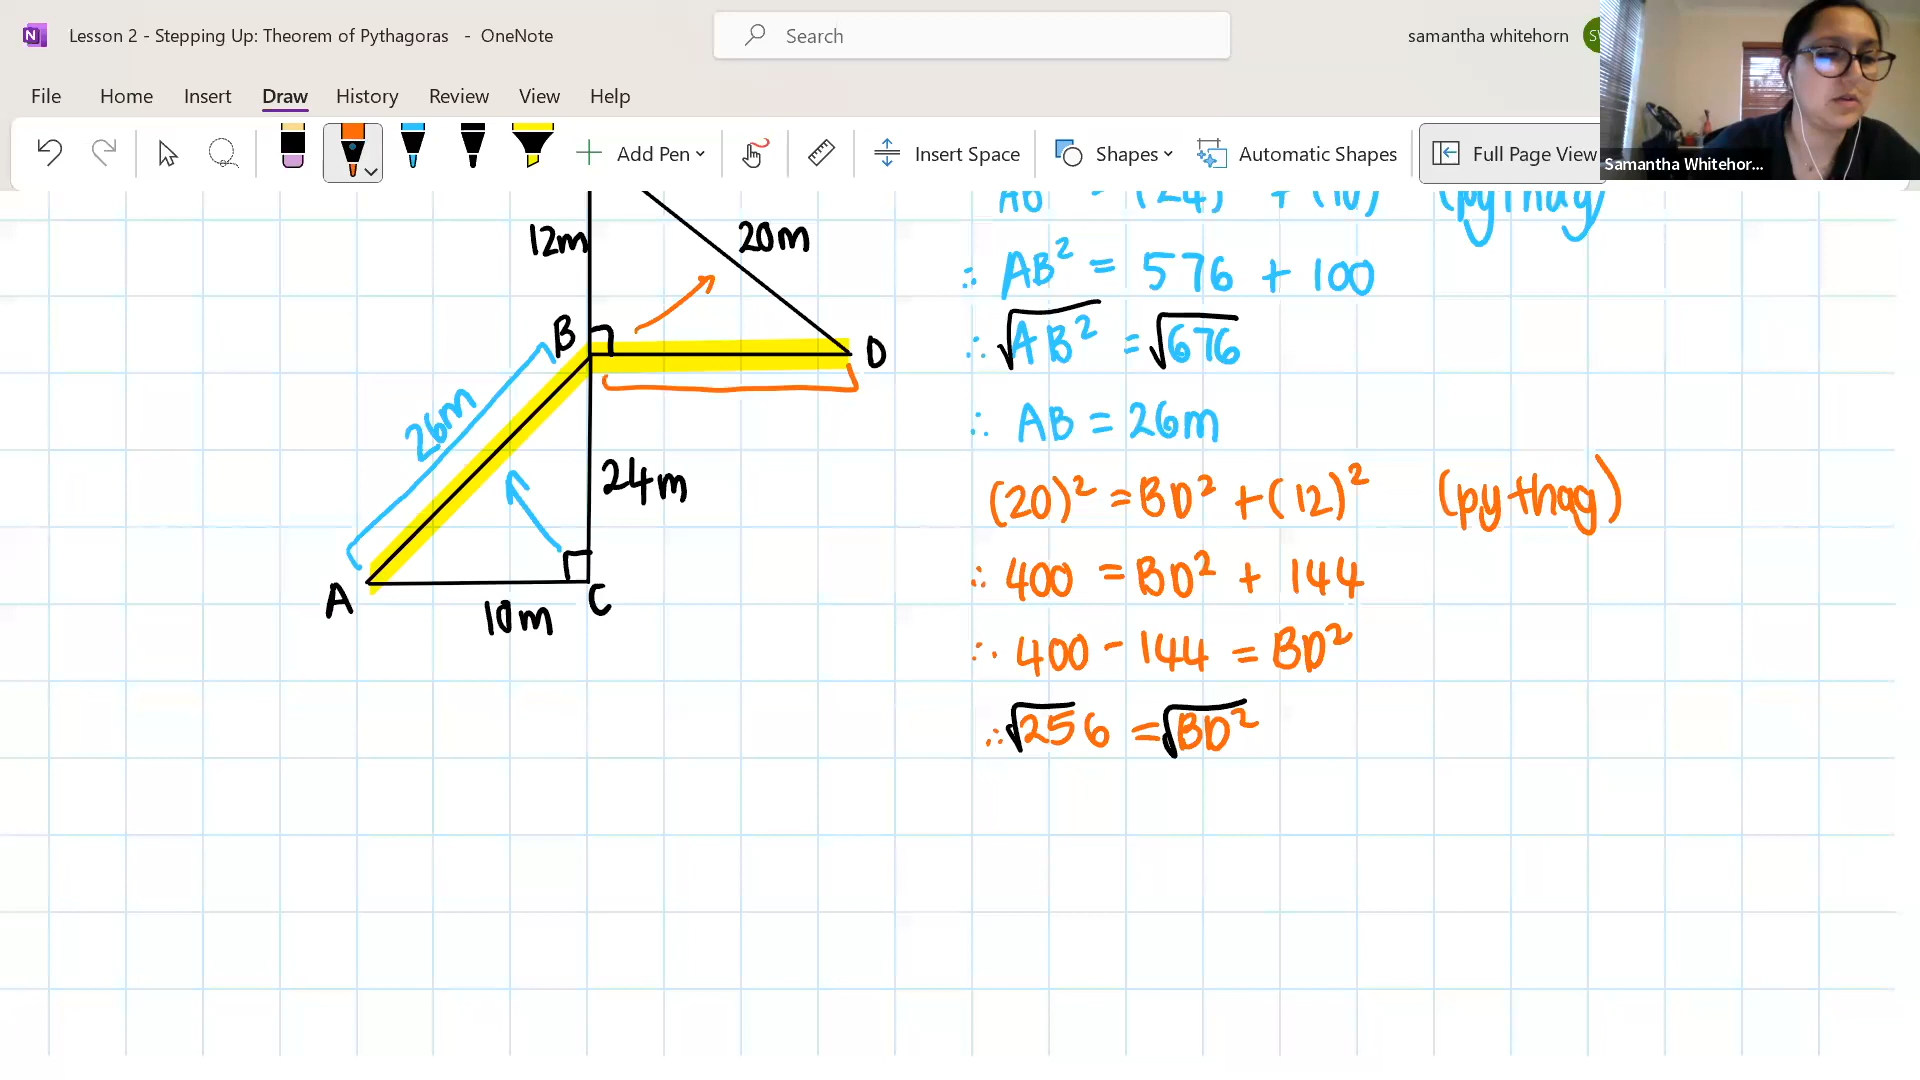 Lesson 2 - Stepping Up: Theorem of Pythagoras - OneNote
Search
samantha whitehorn
File Home Insert Draw History Review View Help
Add Pen
Insert Space
Shapes
Automatic Shapes
Full Page View
Samantha Whitehor...
12m
20m
B
D
26m
24m
A
10m
C
(pythag)
∴ AB² = 576 + 100
∴ √AB² = √676
∴ AB = 26m
(20)² = BD² + (12)² (pythag)
∴ 400 = BD² + 144
∴ 400 - 144 = BD²
∴ √256 = √BD²